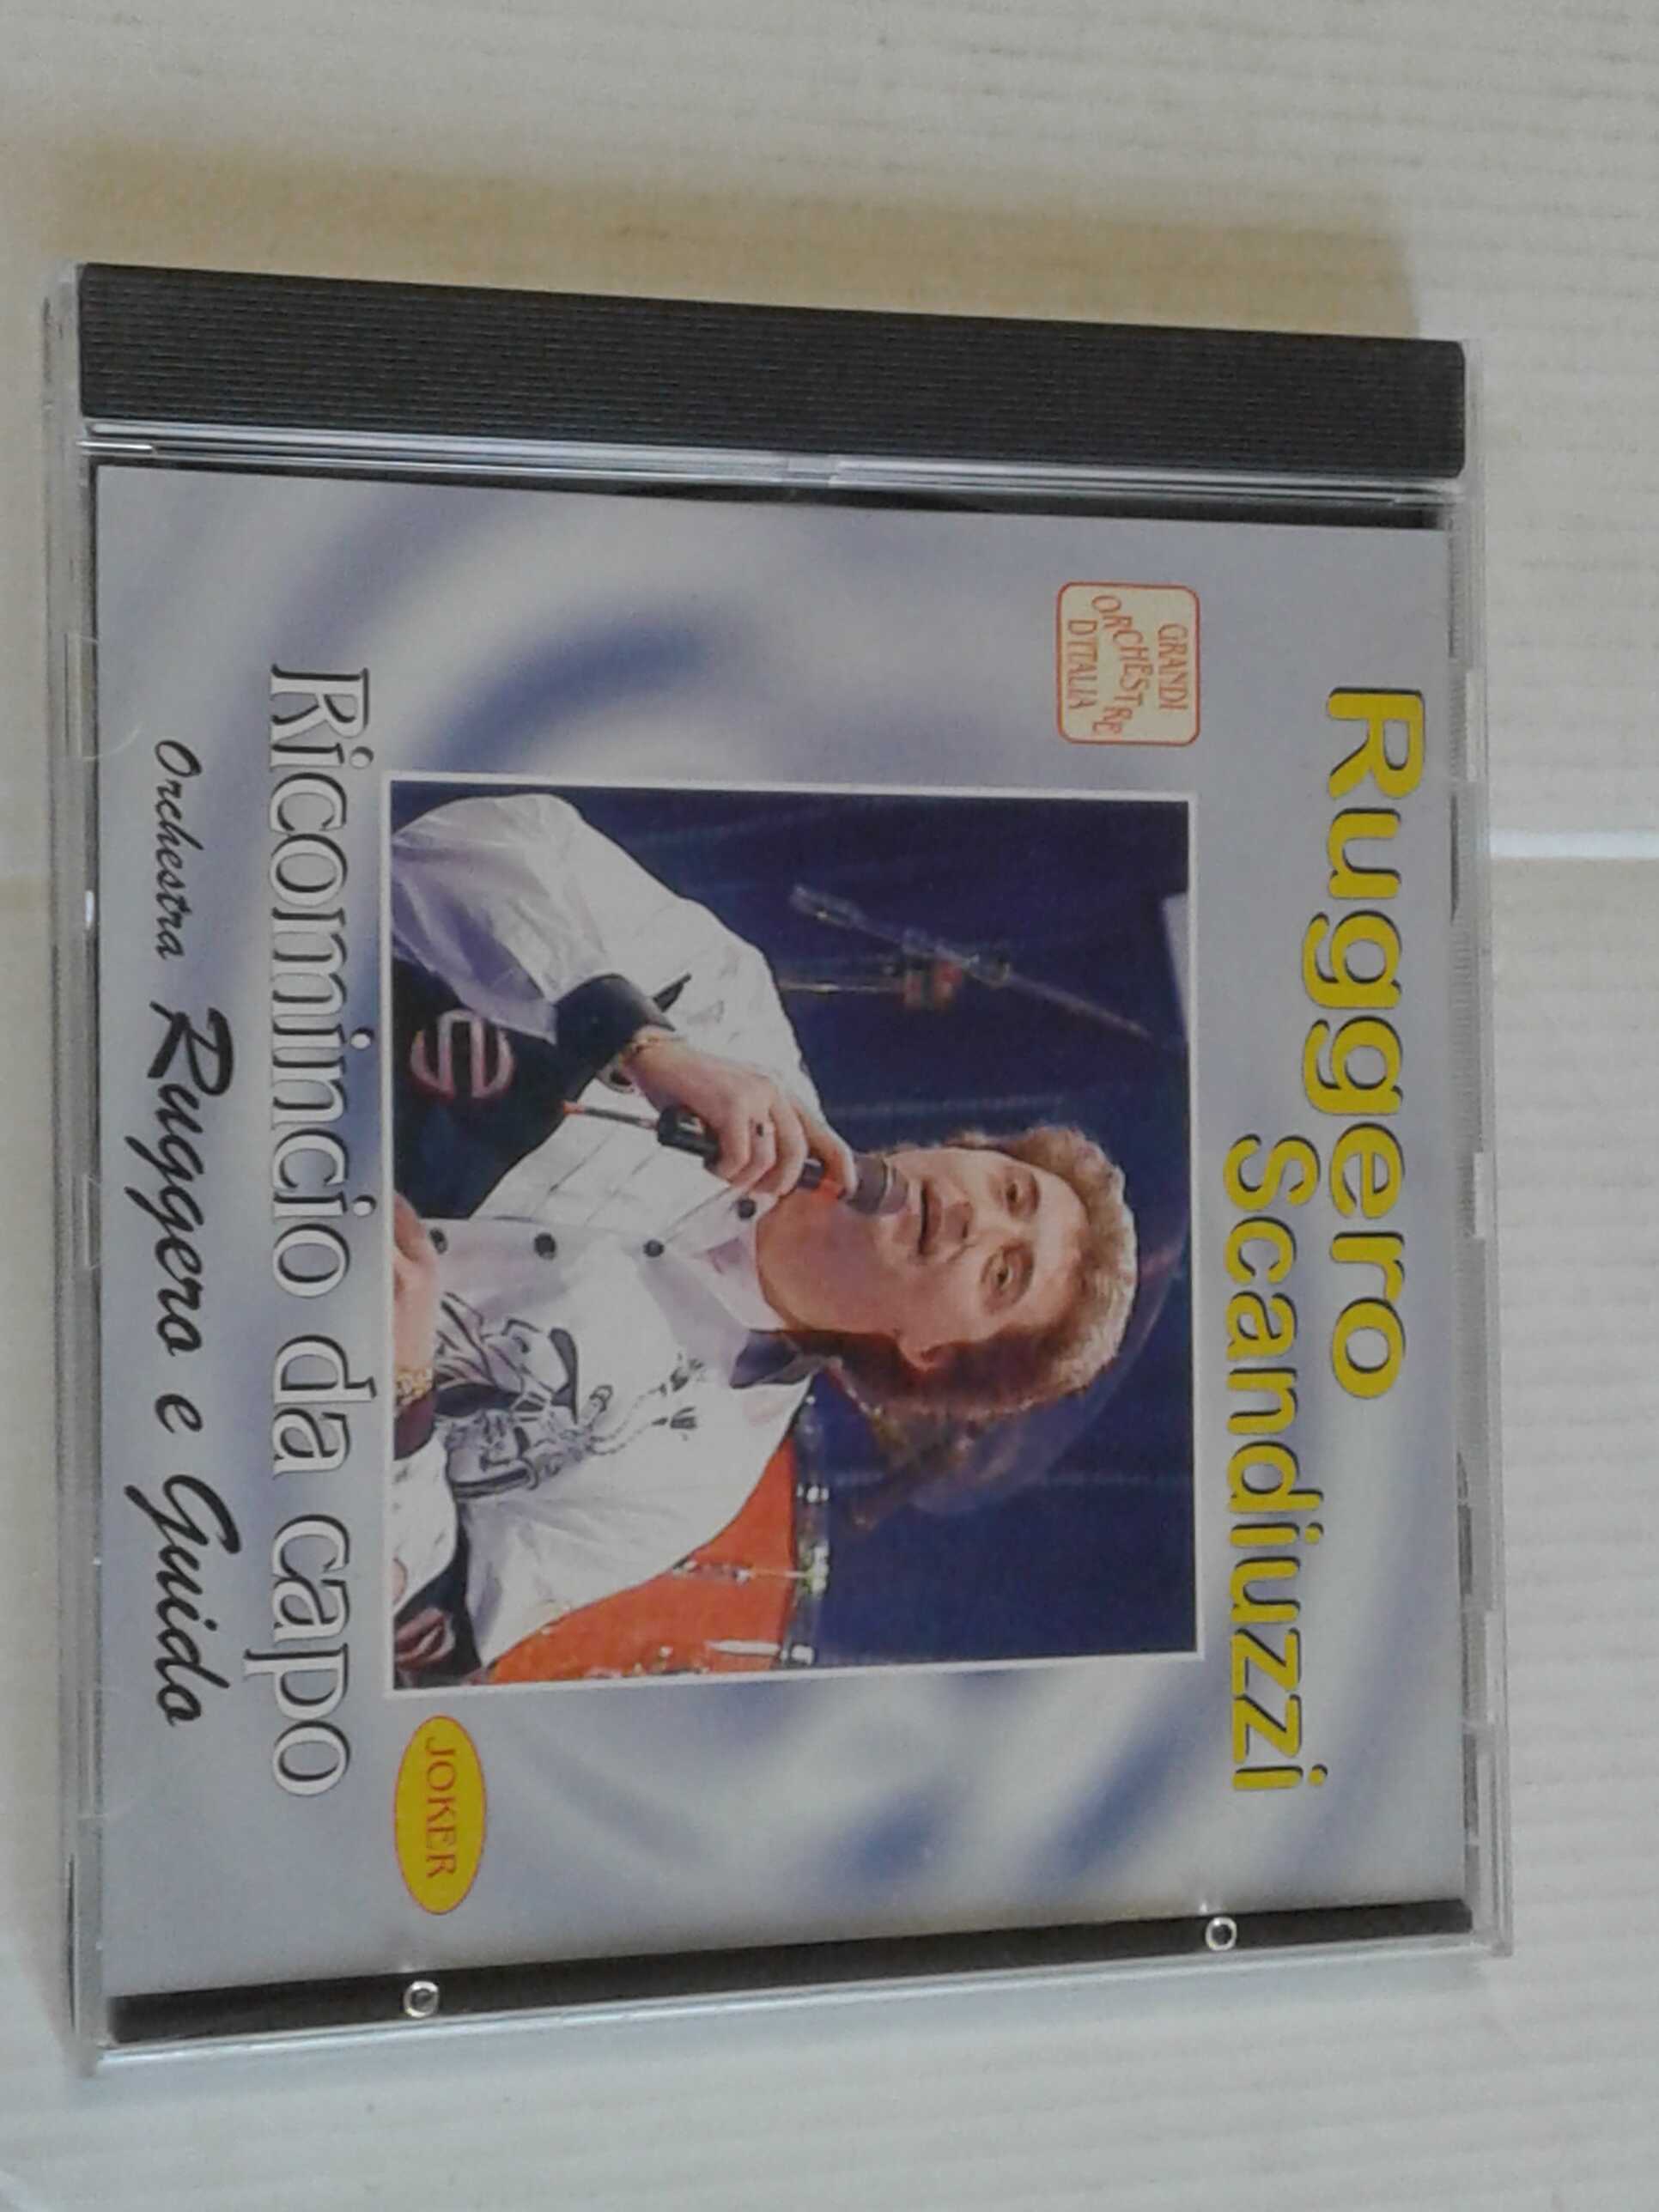 Ruggero
Scandiuzzi
GRANDI
ORCHESTRE
D'ITALIA
JOKER
Ricomincio da capo
Orchestra Ruggero e Guido